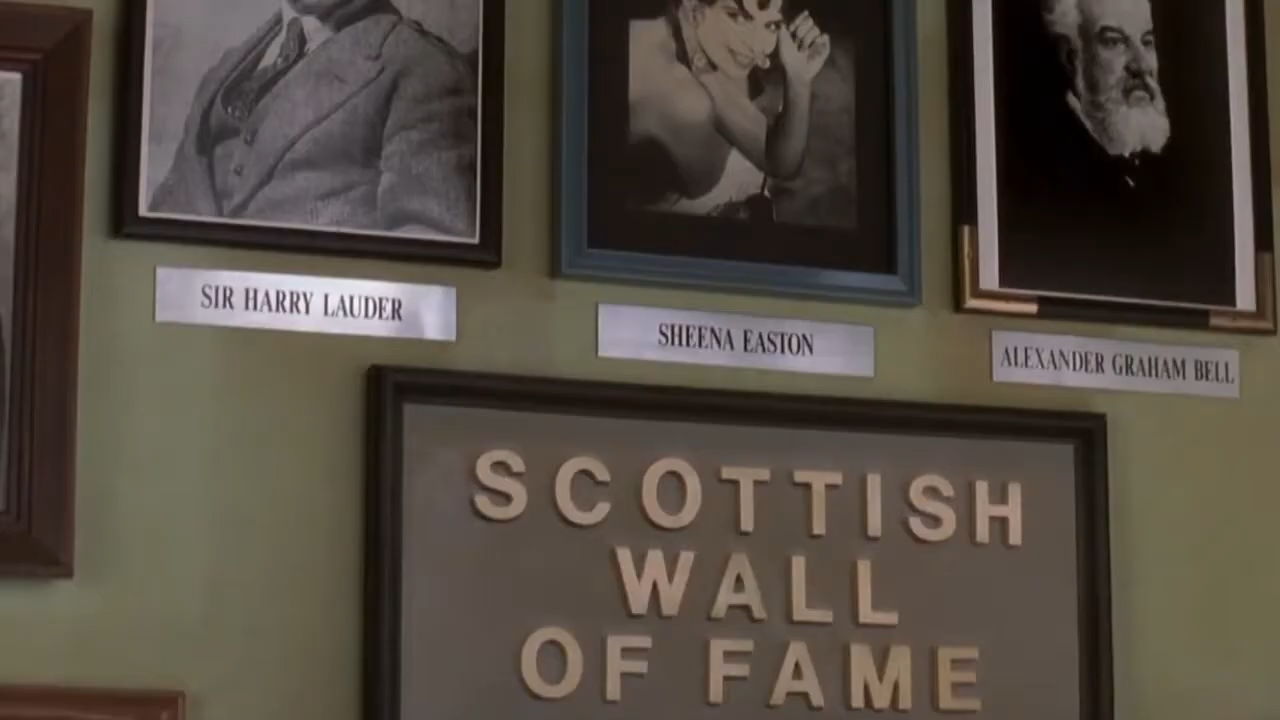 SIR HARRY LAUDER
SHEENA EASTON
ALEXANDER GRAHAM BELL
SCOTTISH
WALL
OF FAME